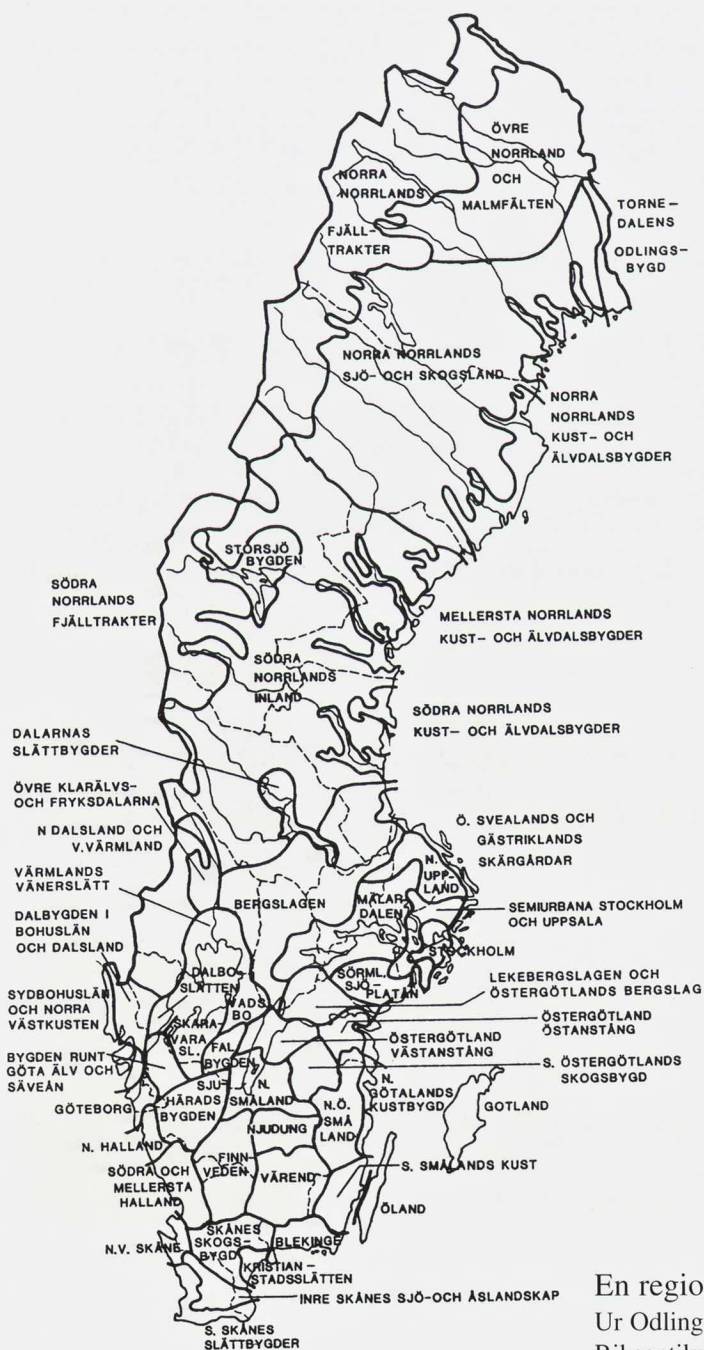 ÖVRE
NORRLAND
OCH
MALMFÄLTEN
NORRA
NORRLANDS
FJÄLL-
TRAKTER
TORNE-
DALENS
ODLINGS-
BYGD
NORRA NORRLANDS
SJÖ- OCH SKOGSLAND
NORRA
NORRLANDS
KUST- OCH
ÄLVDALSBYGDER
STORSJÖ
BYGDEN
SÖDRA
NORRLANDS
FJÄLLTRAKTER
MELLERSTA NORRLANDS
KUST- OCH ÄLVDALSBYGDER
SÖDRA
NORRLANDS
INLAND
SÖDRA NORRLANDS
KUST- OCH ÄLVDALSBYGDER
DALARNAS
SLÄTTBYGDER
ÖVRE KLARÄLVS-
OCH FRYKSDALARNA
N DALSLAND OCH
V.VÄRMLAND
VÄRMLANDS
VÄNERSLÄTT
DALBYGDEN I
BOHUSLÄN
OCH DALSLAND
SYDBOHUSLÄN
OCH NORRA
VÄSTKUSTEN
BYGDEN RUNT
GÖTA ÄLV OCH
SÄVEÅN
GÖTEBORG
N. HALLAND
SÖDRA OCH
MELLERSTA
HALLAND
N.V. SKÅNE
Ö. SVEALANDS OCH
GÄSTRIKLANDS
SKÄRGÅRDAR
N.
UPP-
LAND
BERGSLAGEN
MÄLAR-
DALEN
SEMIURBANA STOCKHOLM
OCH UPPSALA
STOCKHOLM
SÖRML.
SJÖ-
PLATÅN
LEKEBERGSLAGEN OCH
ÖSTERGÖTLANDS BERGSLAG
DALBO-
SLÄTTEN
VADS
BO
SKARA-
VARA
SL.
FAL
BYGDEN
ÖSTERGÖTLAND
ÖSTANSTÅNG
ÖSTERGÖTLAND
VÄSTANSTÅNG
S. ÖSTERGÖTLANDS
SKOGSBYGD
SJU-
HÄRADS
BYGDEN
N.
SMÅLAND
N.
GÖTALANDS
KUSTBYGD
GOTLAND
N.Ö.
SMÅ
LAND
NJUDUNG
FINN
VEDEN
VÄREND
S. SMÅLANDS KUST
ÖLAND
SKÅNES
SKOGS-
BYGD
BLEKINGE
KRISTIAN-
STADSSLÄTTEN
INRE SKÅNES SJÖ-OCH ÅSLANDSKAP
S. SKÅNES
SLÄTTBYGDER
En regio
Ur Odling